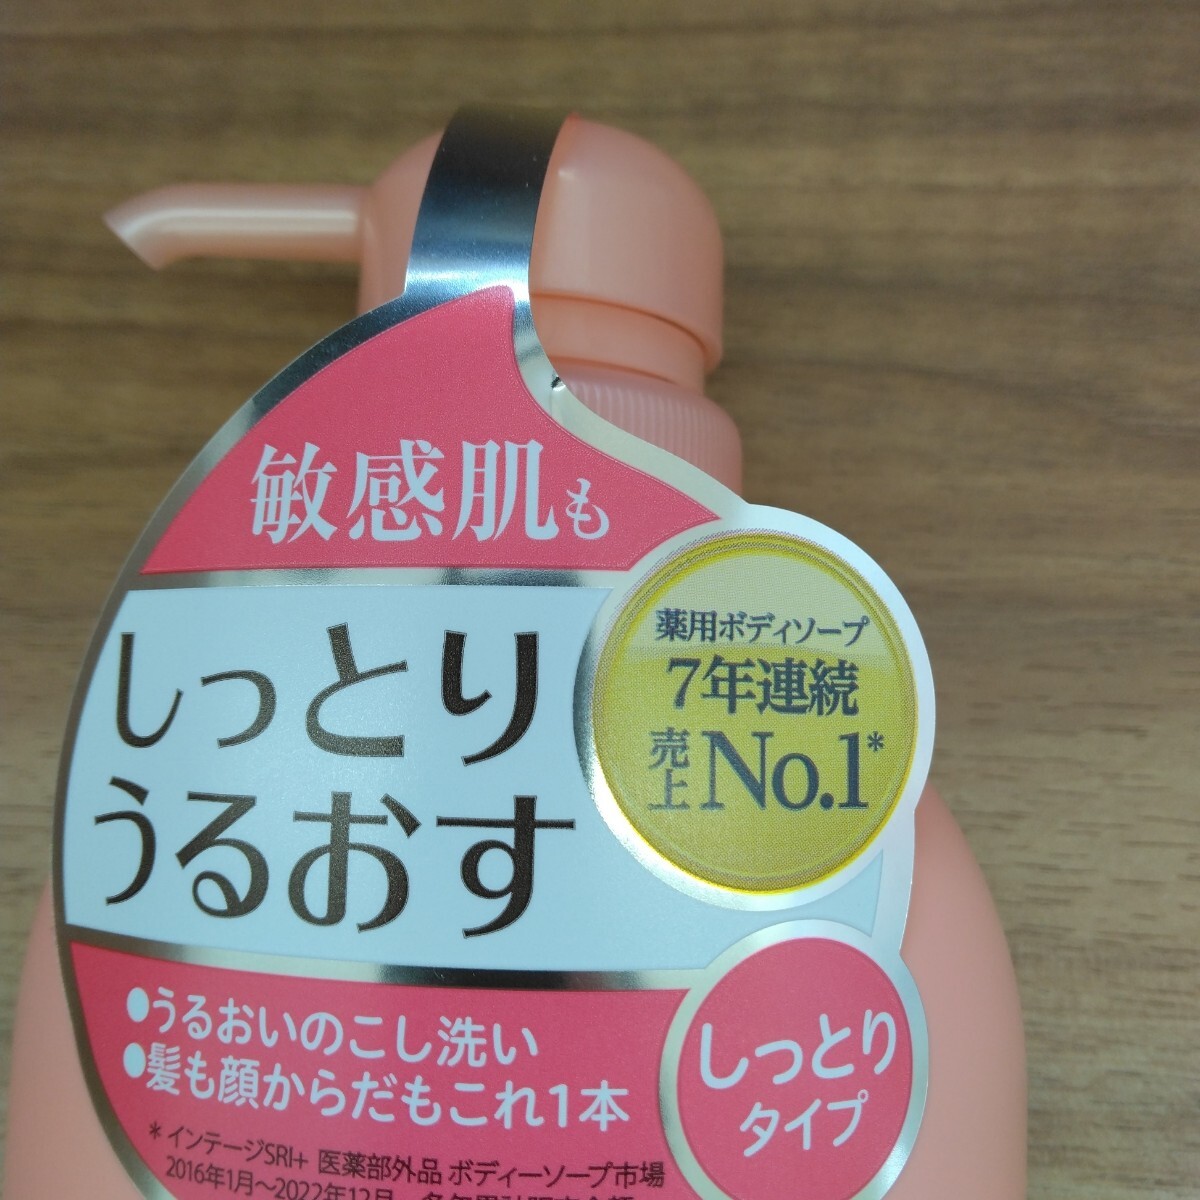 敏感肌も
しっとり
うるおす
薬用ボディソープ
7年連続
売上No.1*
●うるおいのこし洗い
●髪も顔からだもこれ1本
しっとり
タイプ
* インテージSRI+ 医薬部外品 ボディーソープ市場
2016年1月〜2022年12月